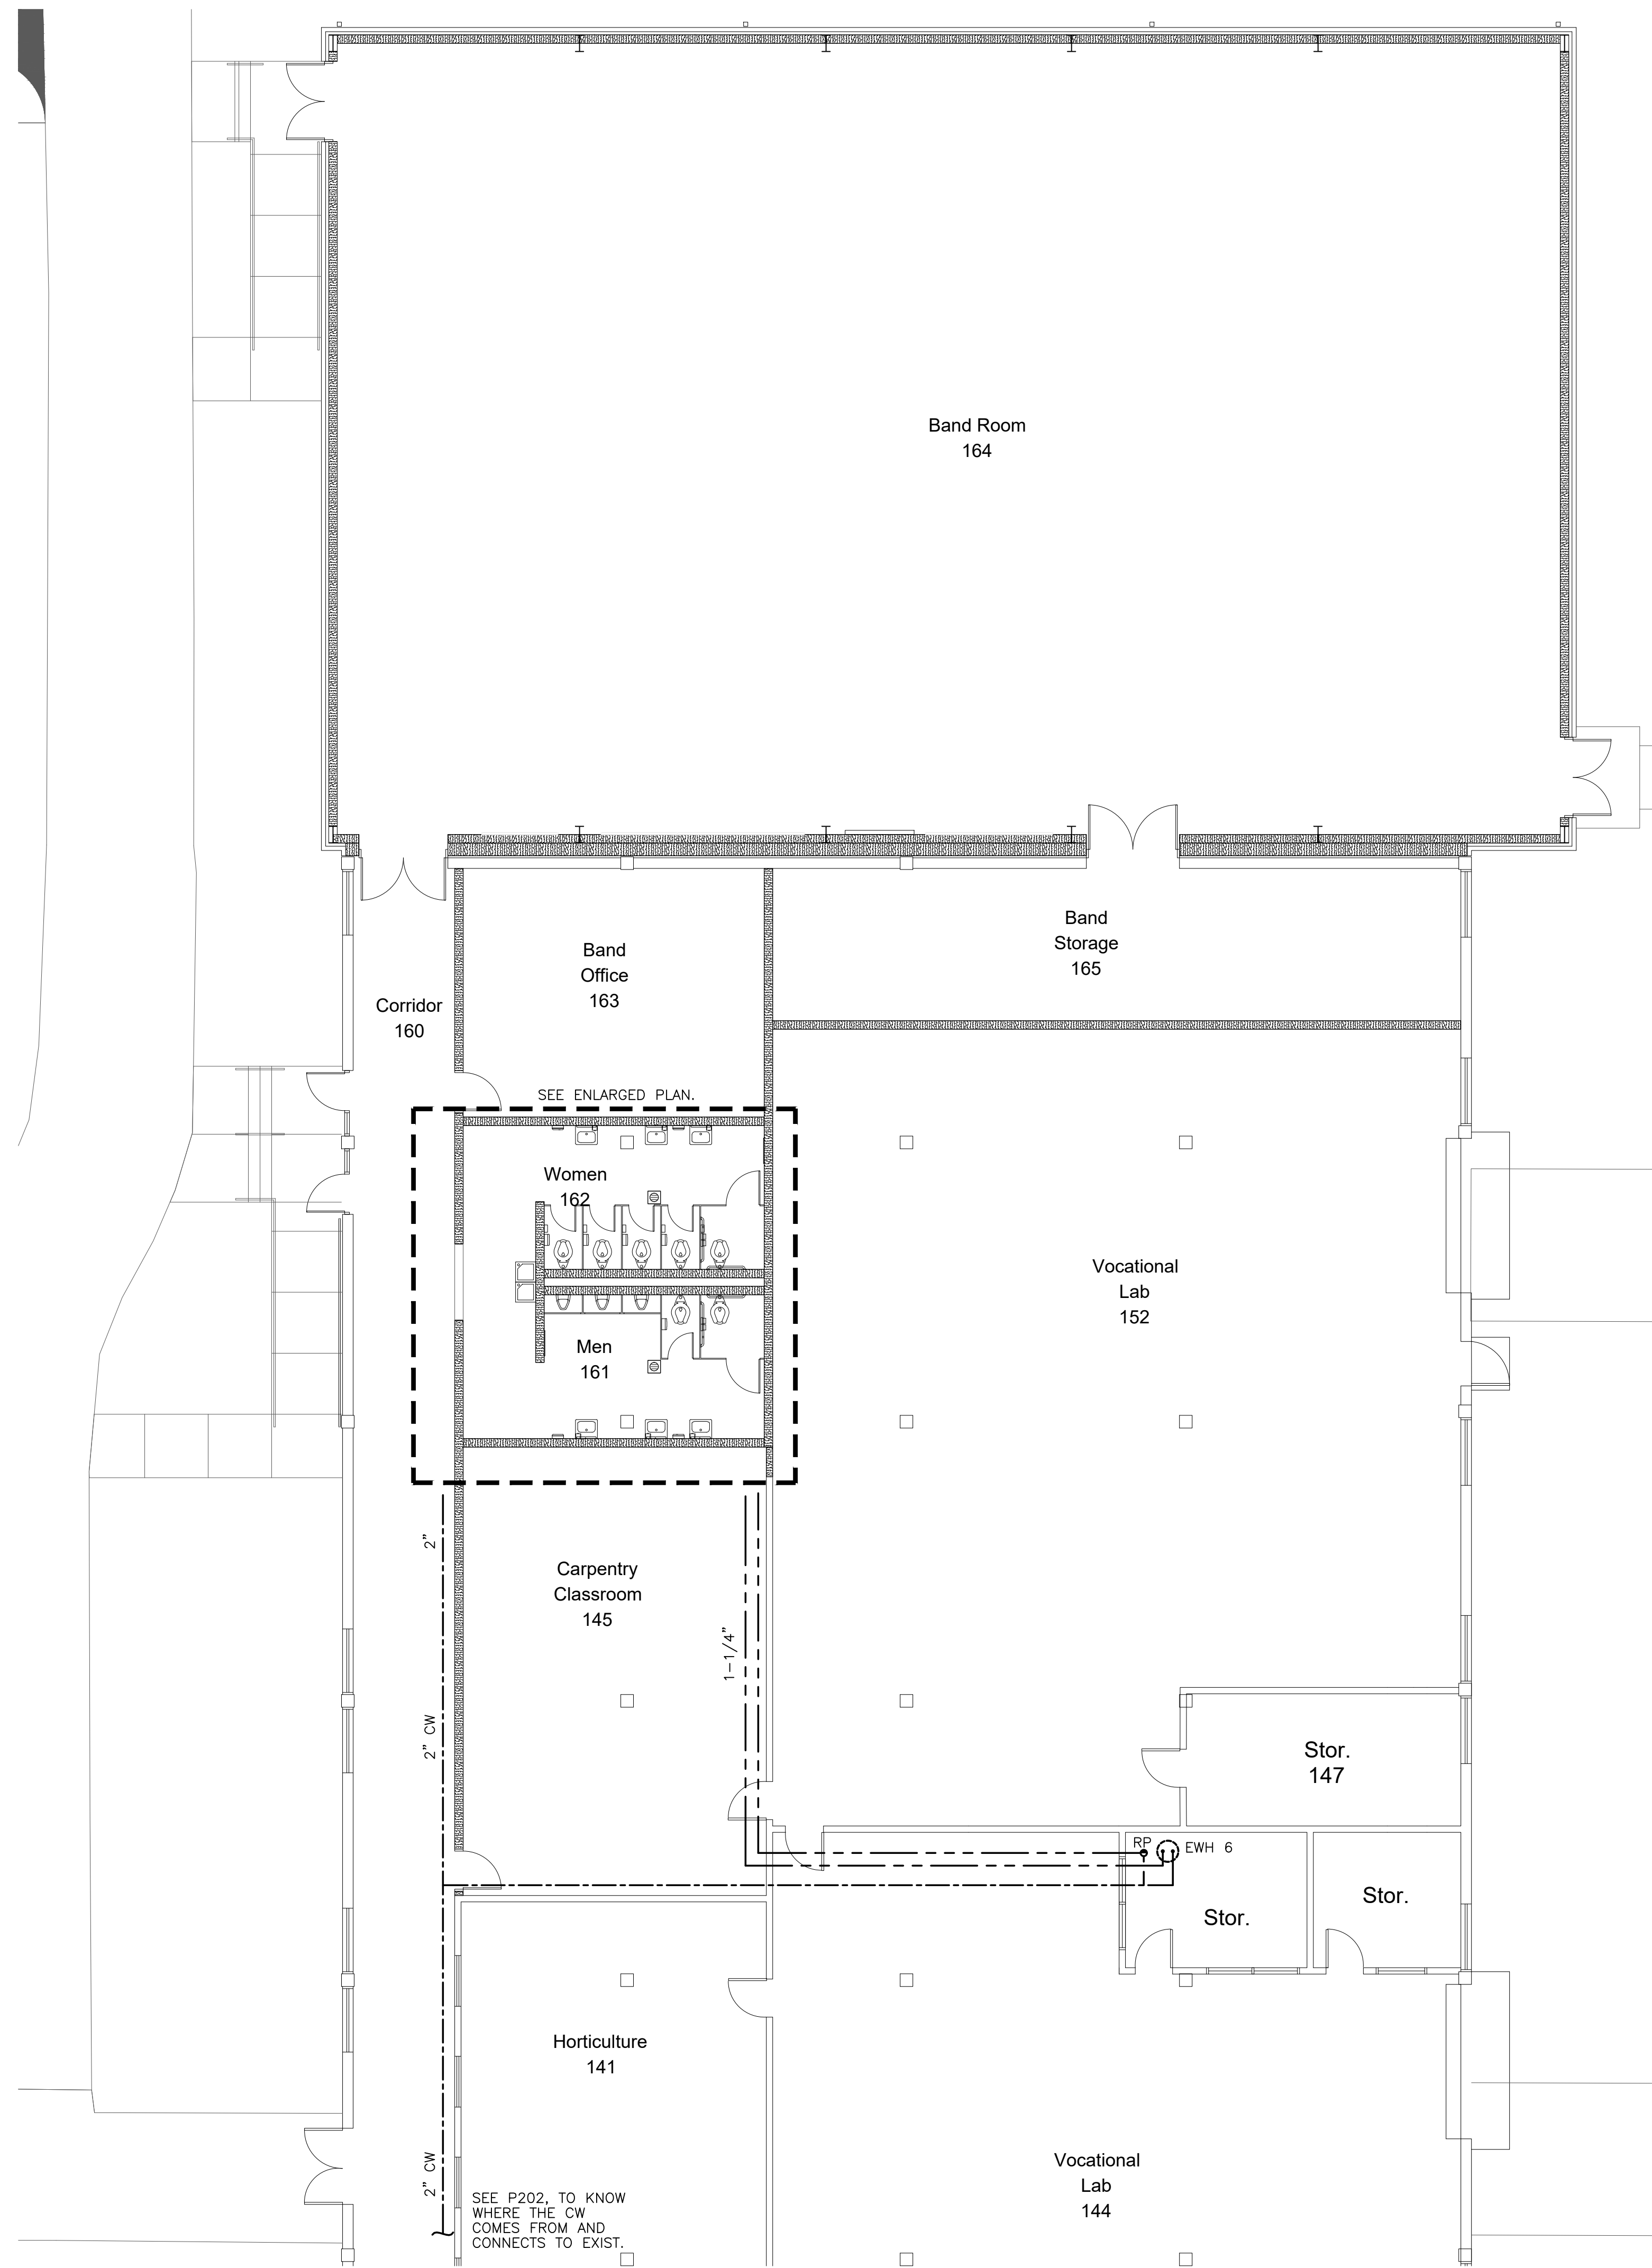 Band Room
164
Band
Storage
165
Band
Office
163
Corridor
160
SEE ENLARGED PLAN.
Women
162
Vocational
Lab
152
Men
161
2"
Carpentry
Classroom
145
1-1/4"
2" CW
Stor.
147
RP
EWH 6
Stor.
Stor.
Horticulture
141
Vocational
Lab
144
2" CW
SEE P202, TO KNOW
WHERE THE CW
COMES FROM AND
CONNECTS TO EXIST.